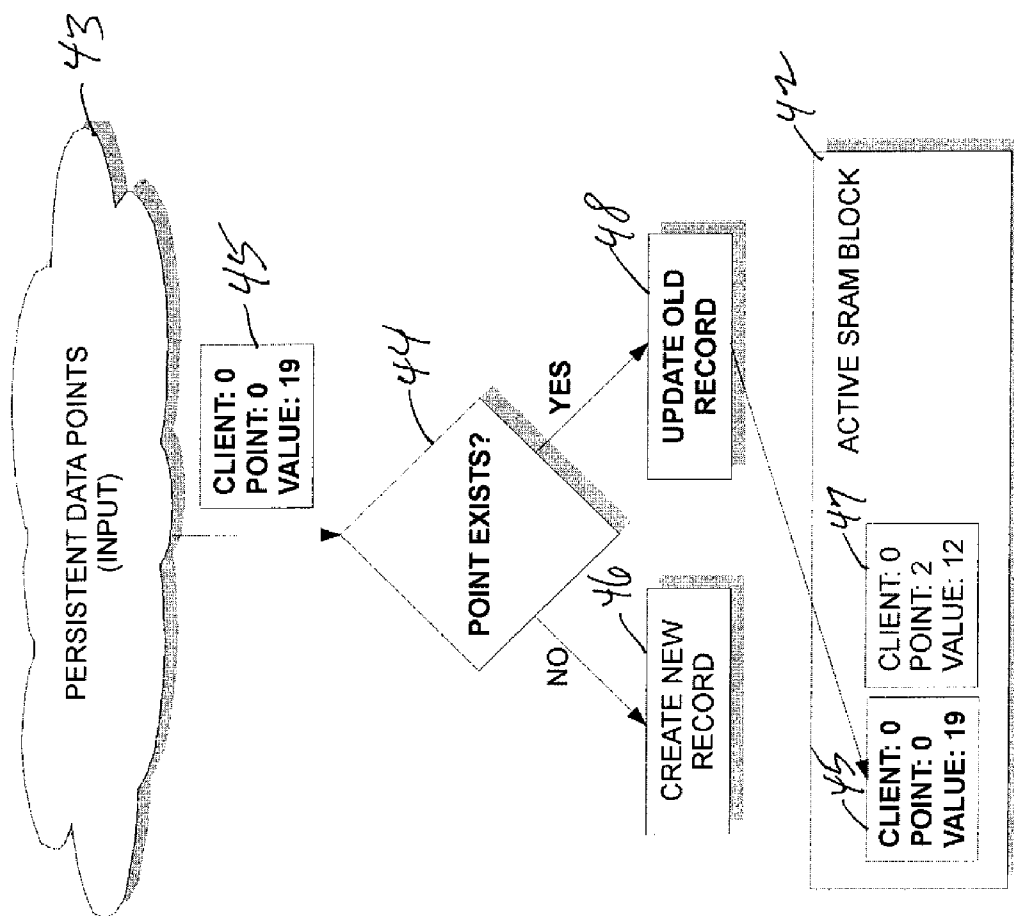 43
PERSISTENT DATA POINTS
(INPUT)
45
CLIENT: 0
POINT: 0
VALUE: 19
44
POINT EXISTS?
NO
YES
46
CREATE NEW
RECORD
48
UPDATE OLD
RECORD
42
ACTIVE SRAM BLOCK
45
CLIENT: 0
POINT: 0
VALUE: 19
47
CLIENT: 0
POINT: 2
VALUE: 12